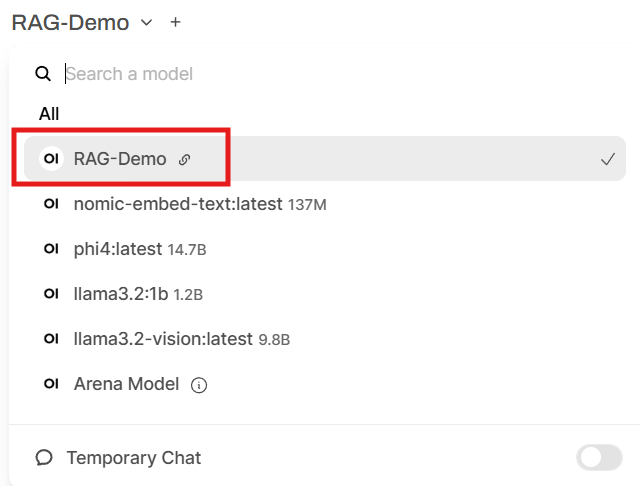 RAG-Demo +
Search a model
All
OI RAG-Demo
OI nomic-embed-text:latest 137M
OI phi4:latest 14.7B
OI llama3.2:1b 1.2B
OI llama3.2-vision:latest 9.8B
OI Arena Model
Temporary Chat